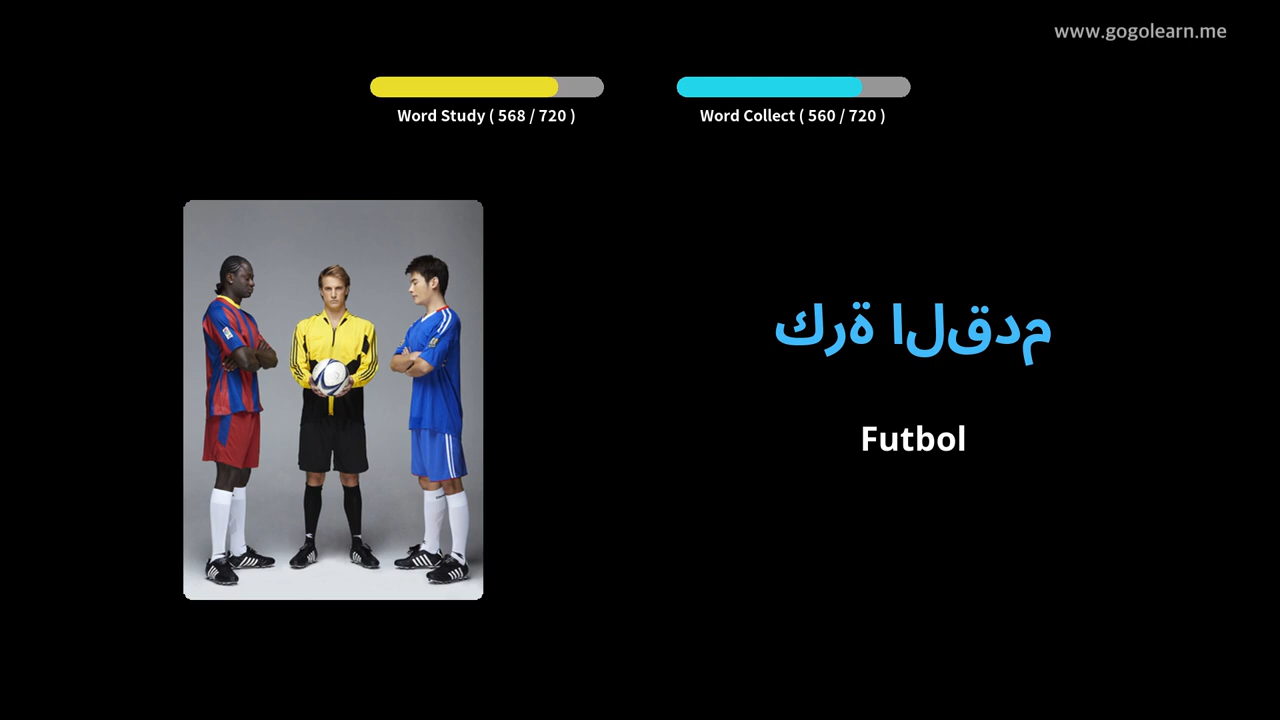 www.gogolearn.me
Word Study ( 568 / 720 )
Word Collect ( 560 / 720 )
كرة القدم
Futbol